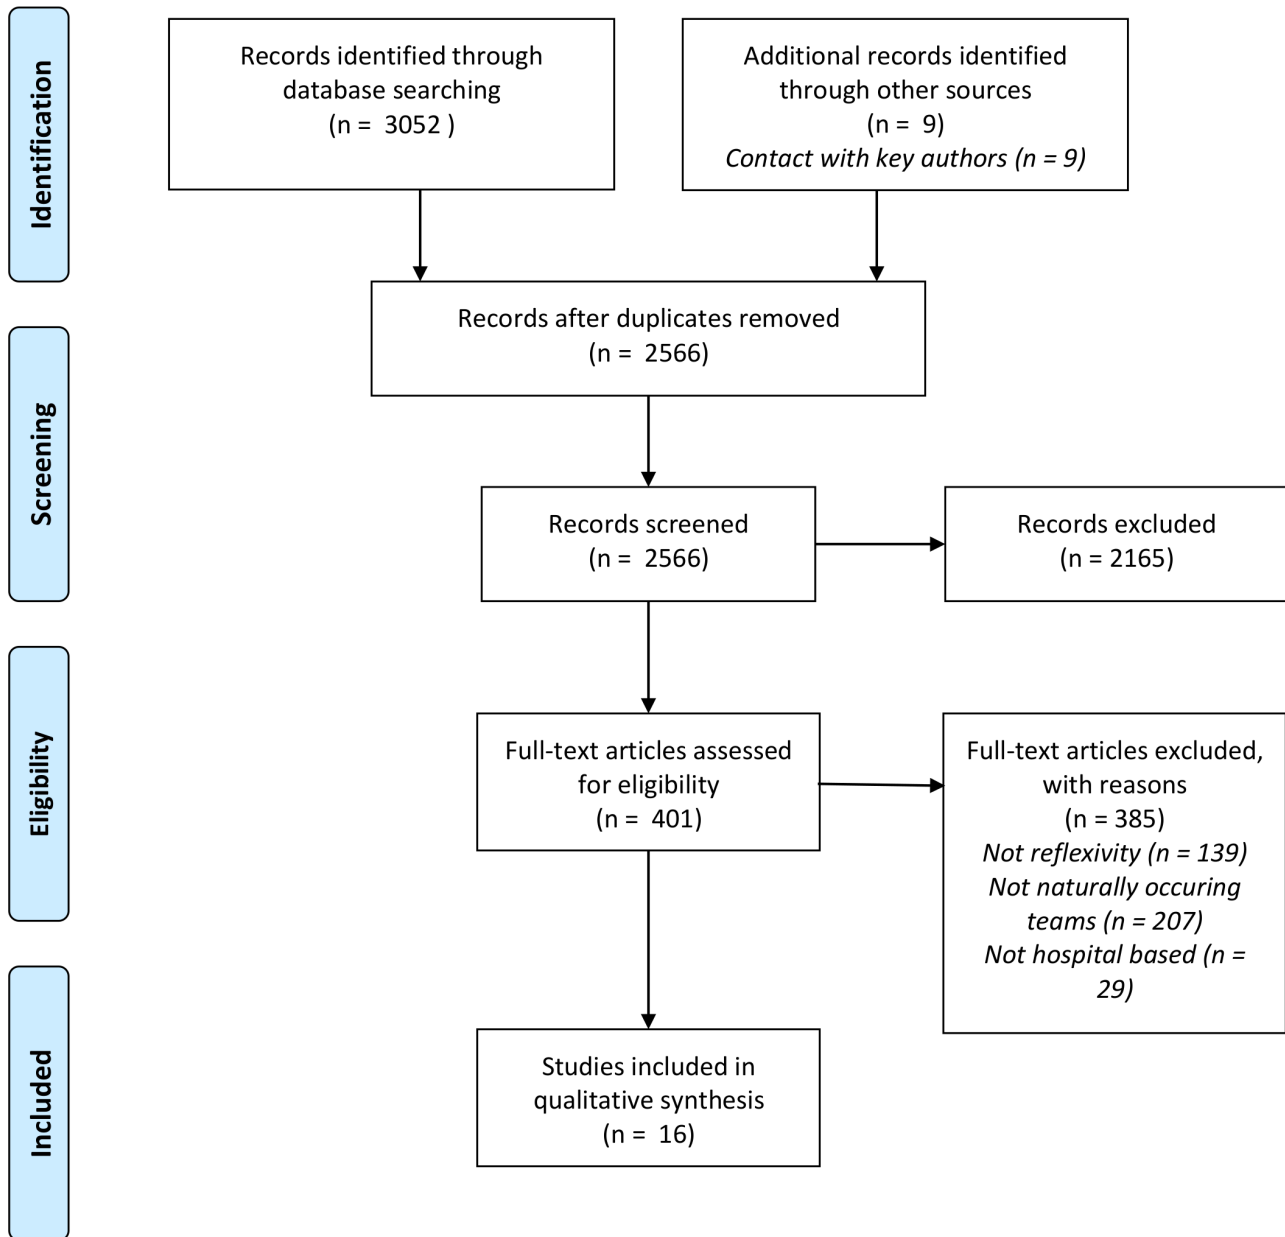 Identification
Records identified through
database searching
(n =  3052 )
Additional records identified
through other sources
(n =  9)
Contact with key authors (n = 9)
Records after duplicates removed
(n =  2566)
Screening
Records screened
(n =  2566)
Records excluded
(n = 2165)
Eligibility
Full-text articles assessed
for eligibility
(n =  401)
Full-text articles excluded,
with reasons
(n = 385)
Not reflexivity (n = 139)
Not naturally occuring
teams (n = 207)
Not hospital based (n =
29)
Included
Studies included in
qualitative synthesis
(n =  16)